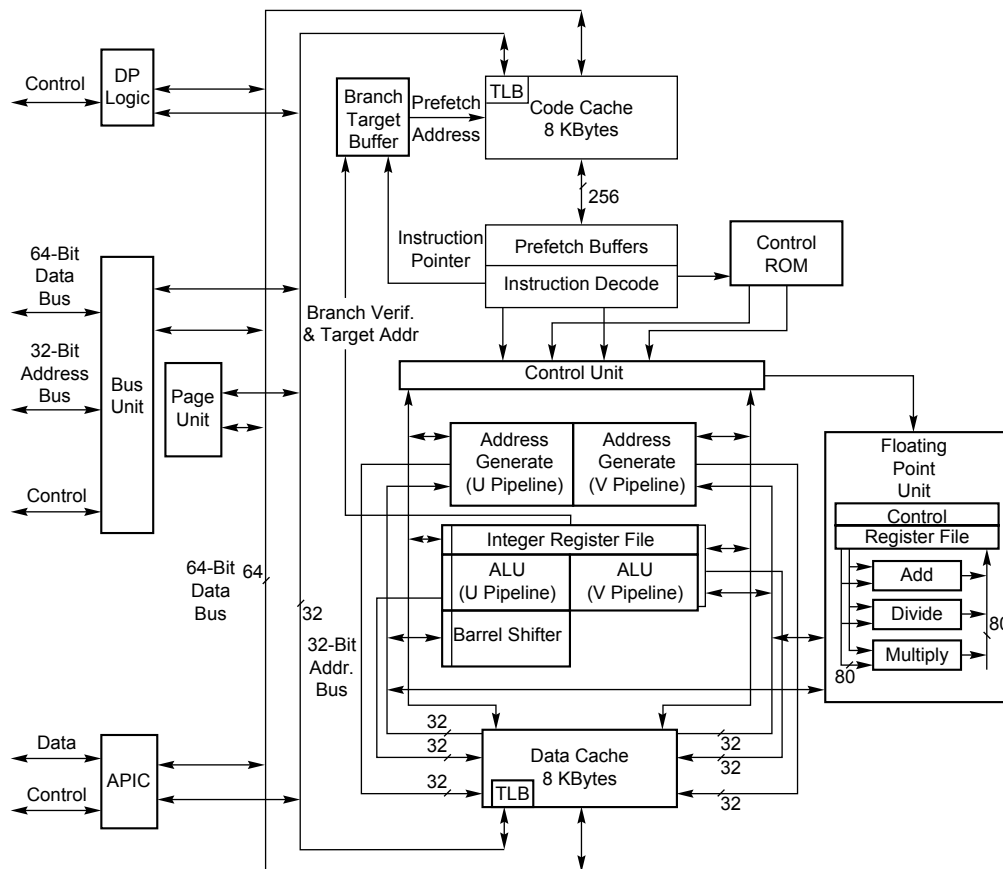 Control
DP
Logic
Branch
Target
Buffer
Prefetch
Address
TLB
Code Cache
8 KBytes
256
Instruction
Pointer
Prefetch Buffers
Instruction Decode
Control
ROM
64-Bit
Data
Bus
32-Bit
Address
Bus
Control
Bus
Unit
Page
Unit
Branch Verif.
& Target Addr
Control Unit
Address
Generate
(U Pipeline)
Address
Generate
(V Pipeline)
Floating
Point
Unit
Control
Register File
Add
Divide
Multiply
80
80
Integer Register File
ALU
(U Pipeline)
ALU
(V Pipeline)
Barrel Shifter
64-Bit
Data
Bus
64
32
32-Bit
Addr.
Bus
32
32
32
32
32
32
Data Cache
8 KBytes
TLB
Data
Control
APIC